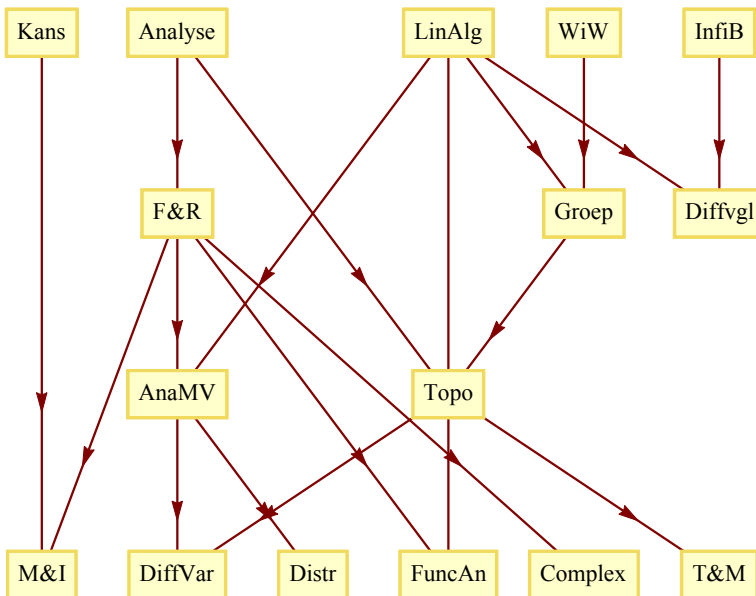 Kans Analyse LinAlg WiW InfiB
F&R Groep Diffvgl
AnaMV Topo
M&I DiffVar Distr FuncAn Complex T&M